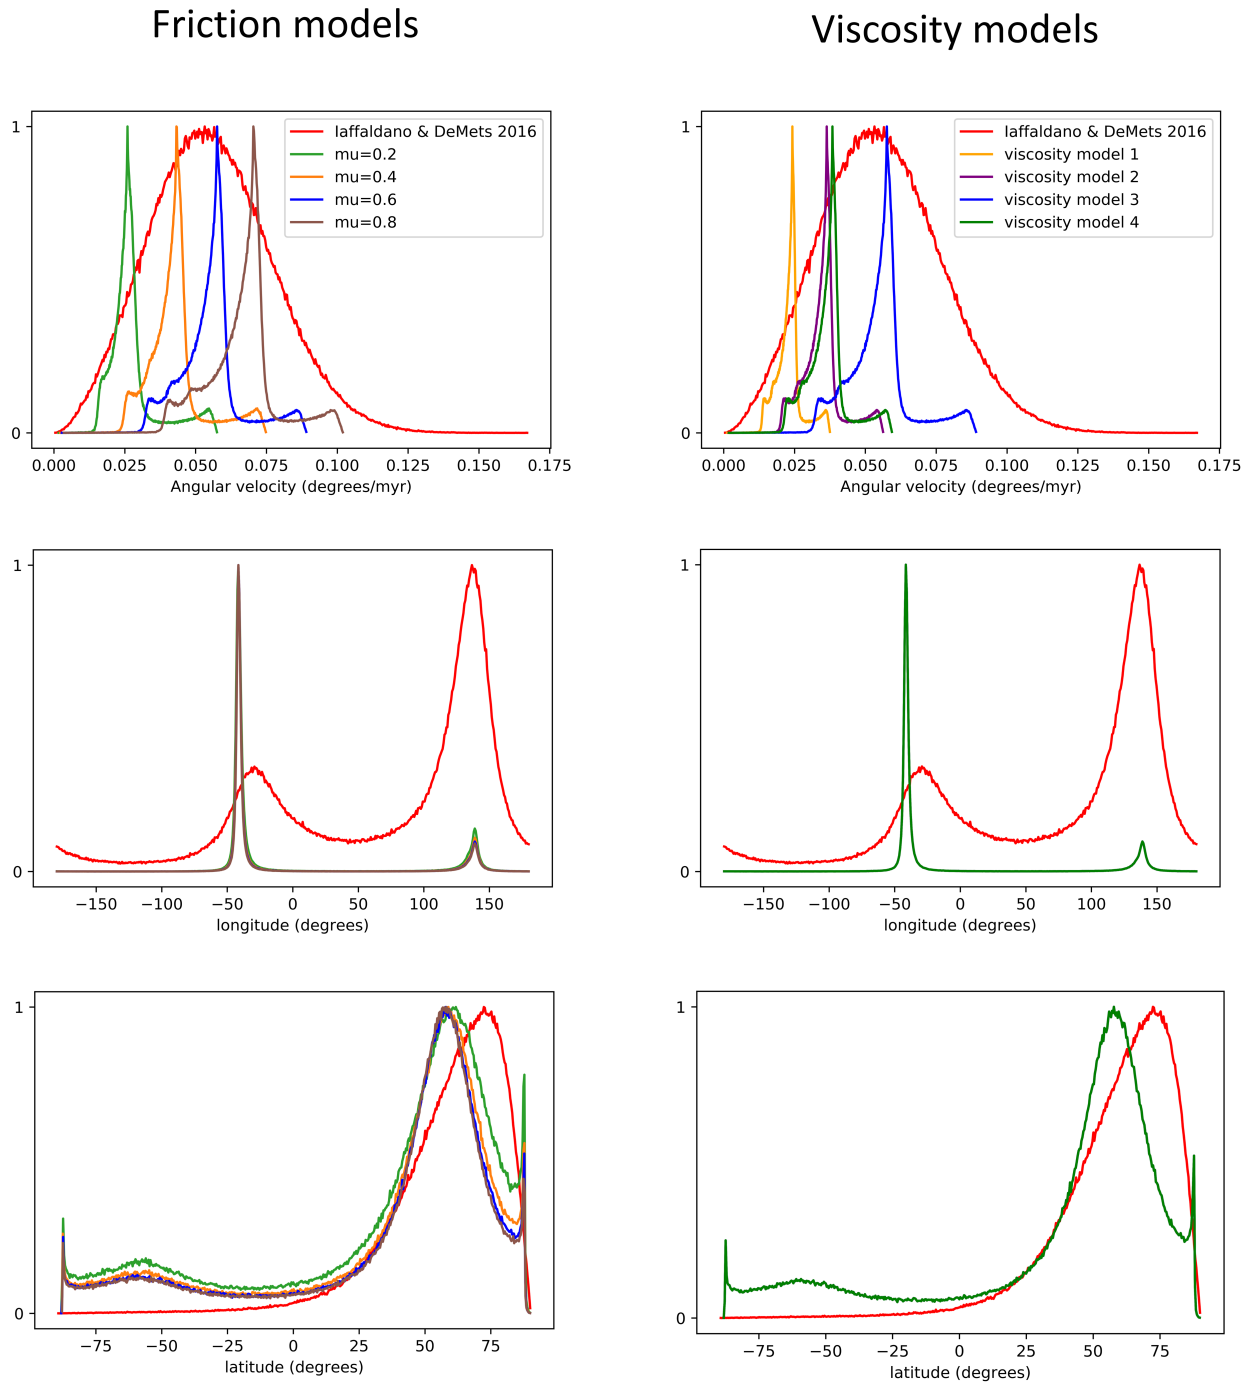 Friction models
Viscosity models
1
0
Iaffaldano & DeMets 2016
mu=0.2
mu=0.4
mu=0.6
mu=0.8
0.000 0.025 0.050 0.075 0.100 0.125 0.150 0.175
Angular velocity (degrees/myr)
1
0
Iaffaldano & DeMets 2016
viscosity model 1
viscosity model 2
viscosity model 3
viscosity model 4
0.000 0.025 0.050 0.075 0.100 0.125 0.150 0.175
Angular velocity (degrees/myr)
1
0
−150 −100 −50 0 50 100 150
longitude (degrees)
1
0
−150 −100 −50 0 50 100 150
longitude (degrees)
1
0
−75 −50 −25 0 25 50 75
latitude (degrees)
1
0
−75 −50 −25 0 25 50 75
latitude (degrees)